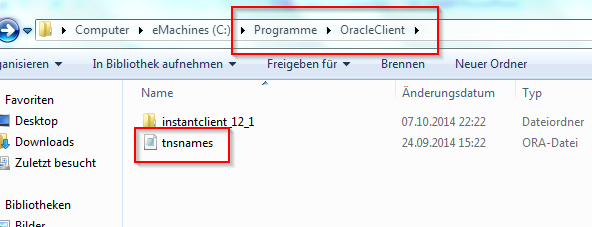 Computer eMachines (C:) Programme OracleClient
ganisieren In Bibliothek aufnehmen Freigeben für Brennen Neuer Ordner
Favoriten
Desktop
Downloads
Zuletzt besucht
Bibliotheken
Bilder
Name Änderungsdatum Typ
instantclient_12_1 07.10.2014 22:22 Dateiordner
tnsnames 24.09.2014 15:22 ORA-Datei